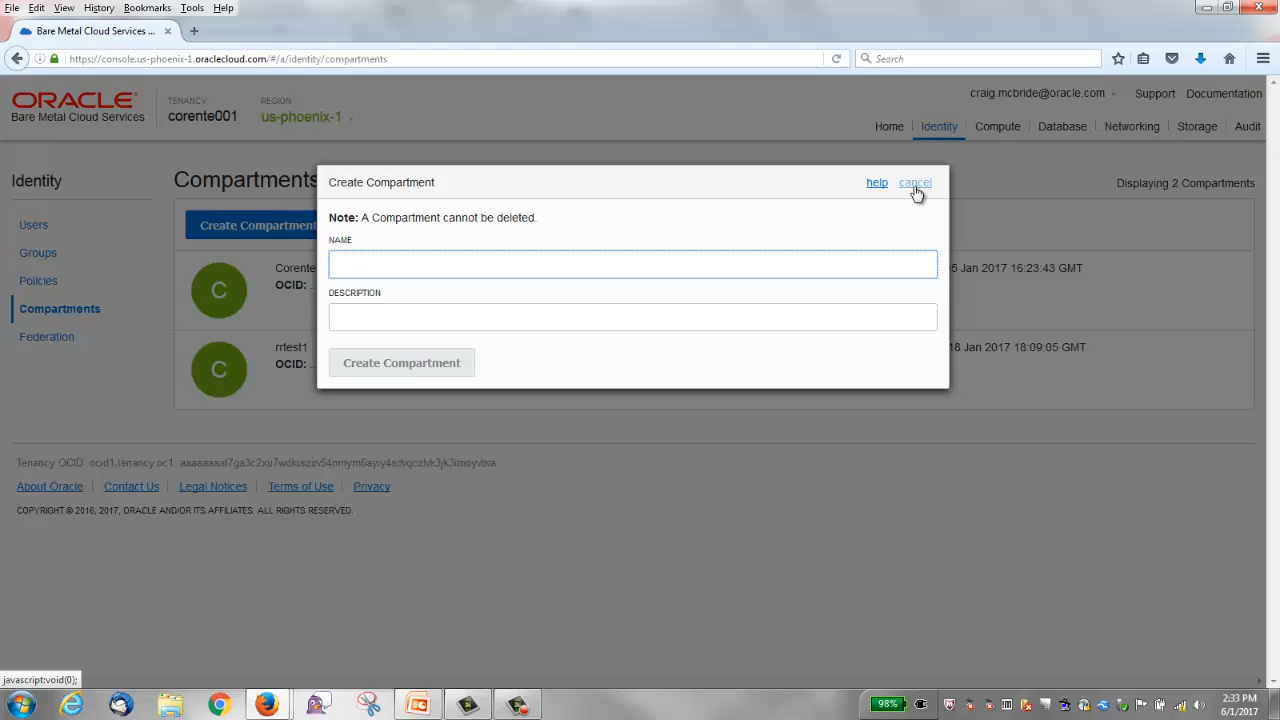 File Edit View History Bookmarks Tools Help
Bare Metal Cloud Services ... × +
https://console.us-phoenix-1.oraclecloud.com/#/a/identity/compartments
Search
ORACLE
Bare Metal Cloud Services
TENANCY
corente001
REGION
us-phoenix-1
craig.mcbride@oracle.com
Support
Documentation
Home Identity Compute Database Networking Storage Audit
Identity
Users
Groups
Policies
Compartments
Federation
Compartments
Displaying 2 Compartments
Create Compartment
Create Compartment
help
cancel
Note: A Compartment cannot be deleted.
NAME
DESCRIPTION
Create Compartment
C
Corente
OCID:
5 Jan 2017 16:23:43 GMT
C
rrtest1
OCID:
18 Jan 2017 18:09:05 GMT
Tenancy OCID
About Oracle Contact Us Legal Notices Terms of Use Privacy
COPYRIGHT © 2016, 2017, ORACLE AND/OR ITS AFFILIATES. ALL RIGHTS RESERVED.
javascript:void(0);
98%
2:33 PM
6/1/2017